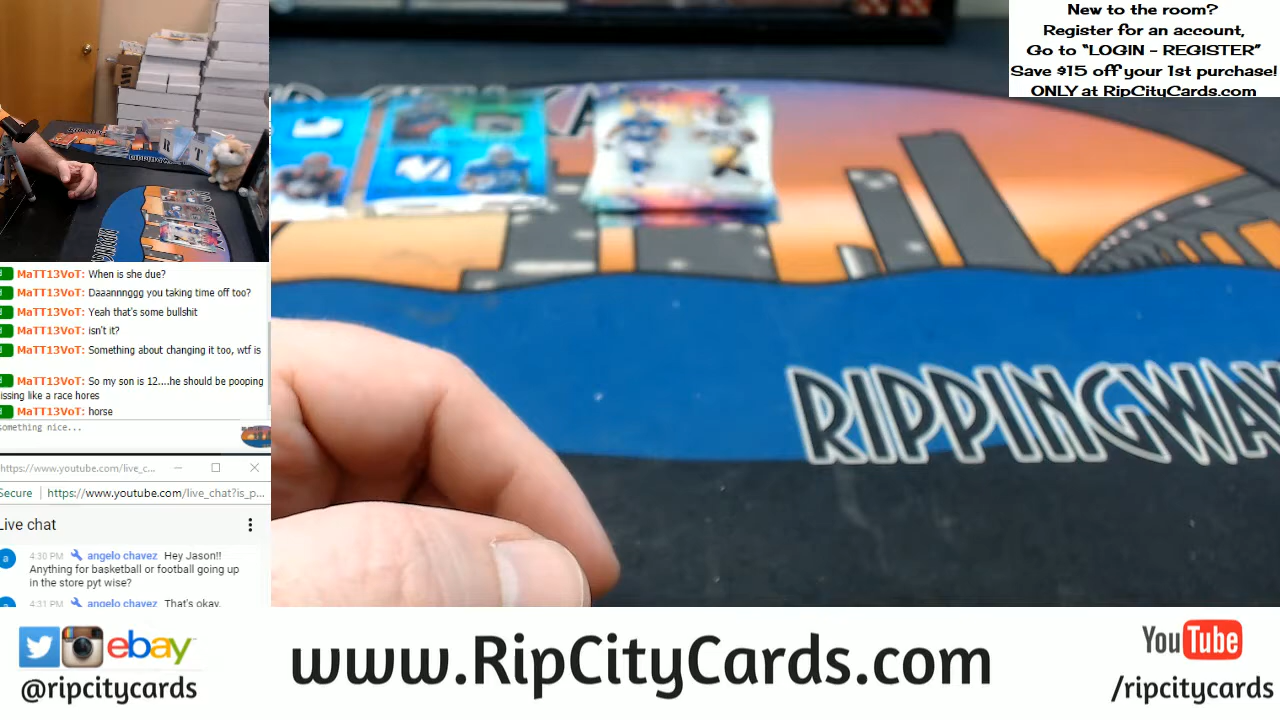 New to the room?
Register for an account,
Go to “LOGIN - REGISTER”
Save $15 off your 1st purchase!
ONLY at RipCityCards.com
MaTT13VoT: When is she due?
MaTT13VoT: Daaannnggg you taking time off too?
MaTT13VoT: Yeah that's some bullshit
MaTT13VoT: isn't it?
MaTT13VoT: Something about changing it too, wtf is
MaTT13VoT: So my son is 12....he should be pooping
issing like a race hores
MaTT13VoT: horse
something nice...
https://www.youtube.com/live_c...
Secure https://www.youtube.com/live_chat?is_p...
Live chat
a 4:30 PM angelo chavez Hey Jason!!
Anything for basketball or football going up
in the store pyt wise?
a 4:31 PM angelo chavez That's okay.
RIPPINGWAX
ebay
@ripcitycards
www.RipCityCards.com
YouTube
/ripcitycards